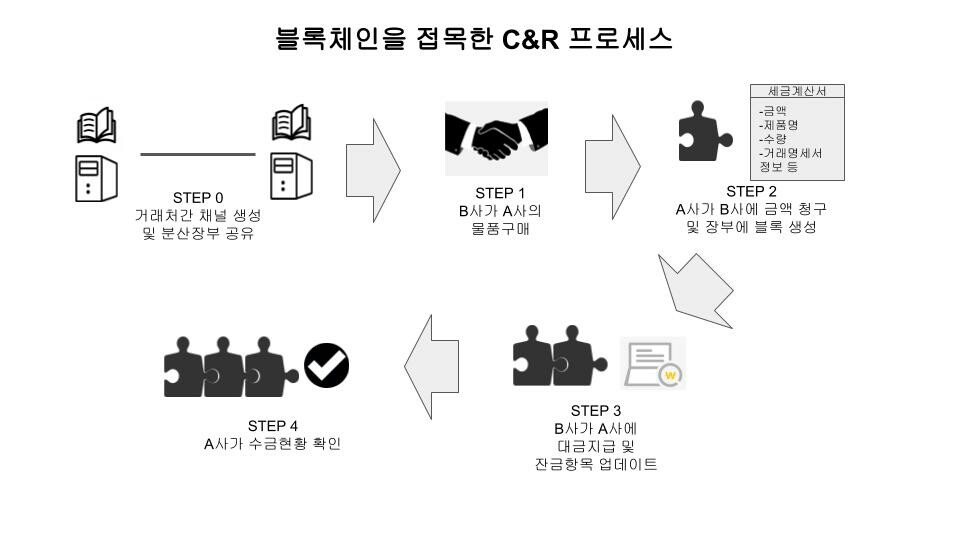 블록체인을 접목한 C&R 프로세스
STEP 0
거래처간 채널 생성
및 분산장부 공유
STEP 1
B사가 A사의
물품구매
세금계산서
-금액
-제품명
-수량
-거래명세서
정보 등
STEP 2
A사가 B사에 금액 청구
및 장부에 블록 생성
STEP 3
B사가 A사에
대금지급 및
잔금항목 업데이트
W
STEP 4
A사가 수금현황 확인